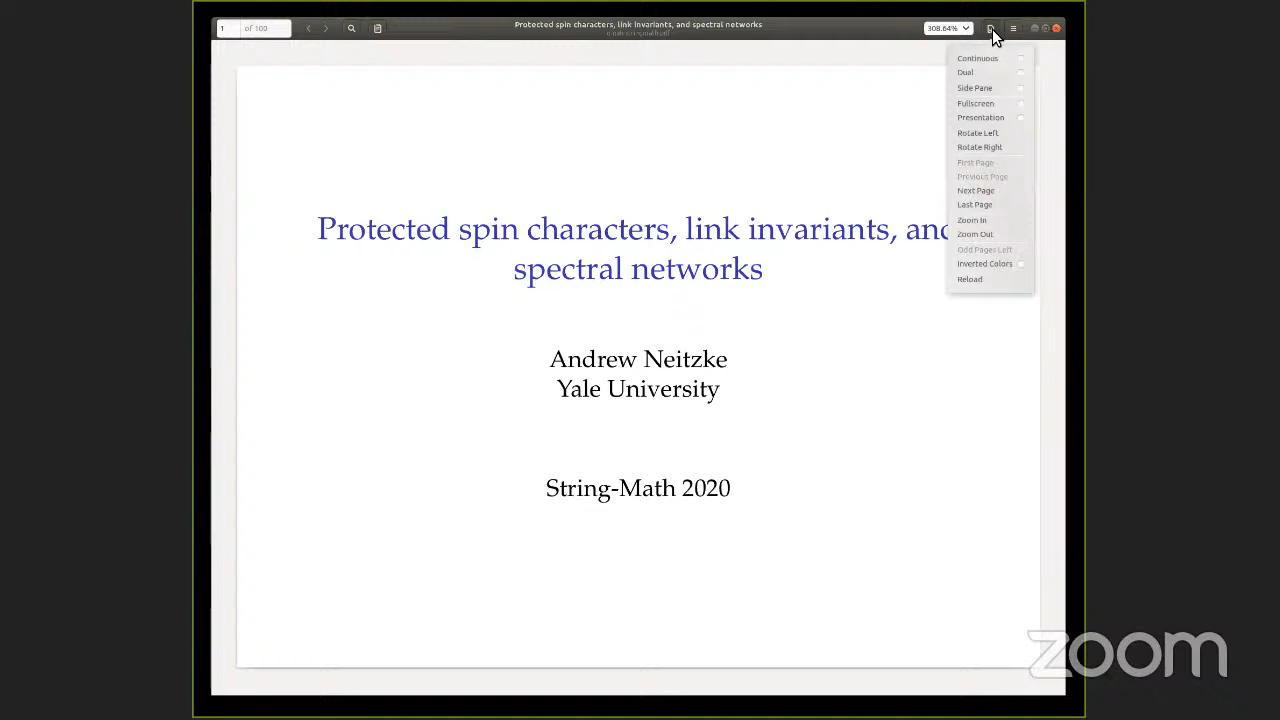 1 of 100
Protected spin characters, link invariants, and spectral networks
308.64%
Continuous
Dual
Side Pane
Fullscreen
Presentation
Rotate Left
Rotate Right
First Page
Previous Page
Next Page
Last Page
Zoom In
Zoom Out
Odd Pages Left
Inverted Colors
Reload
Protected spin characters, link invariants, and
spectral networks
Andrew Neitzke
Yale University
String-Math 2020
zoom